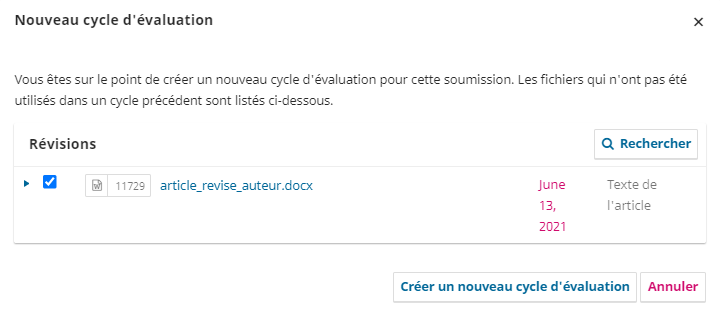 Nouveau cycle d'évaluation
×
Vous êtes sur le point de créer un nouveau cycle d'évaluation pour cette soumission. Les fichiers qui n'ont pas été
utilisés dans un cycle précédent sont listés ci-dessous.
Révisions
Rechercher
11729
article_revise_auteur.docx
June
13,
2021
Texte de
l'article
Créer un nouveau cycle d'évaluation
Annuler